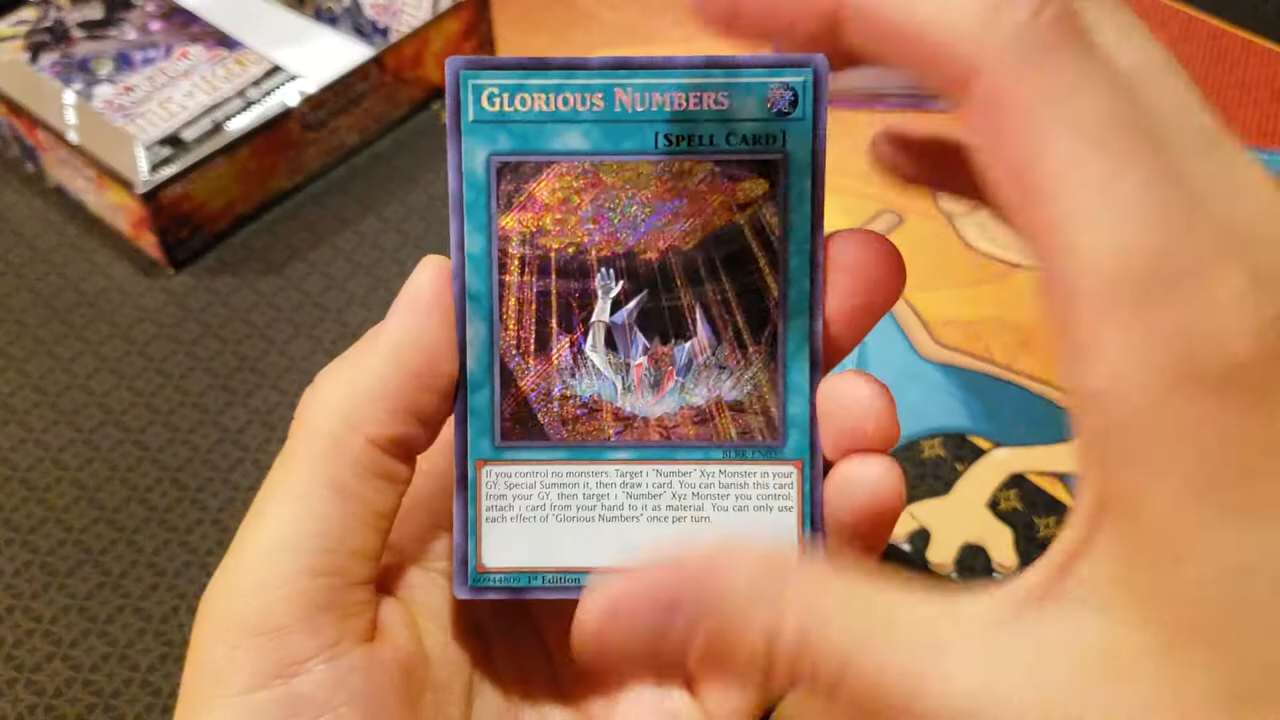 GLORIOUS NUMBERS
[SPELL CARD]
If you control no monsters: Target 1 "Number" Xyz Monster in your
GY; Special Summon it, then draw 1 card. You can banish this card
from your GY, then target 1 "Number" Xyz Monster you control;
attach 1 card from your hand to it as material. You can only use
each effect of "Glorious Numbers" once per turn.
60944809 1st Edition